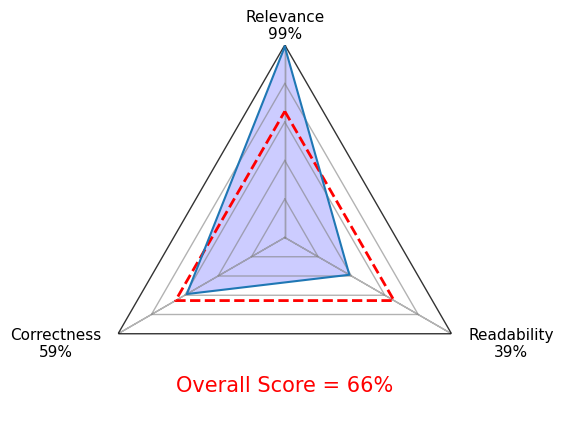 Relevance
99%
Correctness
59%
Readability
39%
Overall Score = 66%